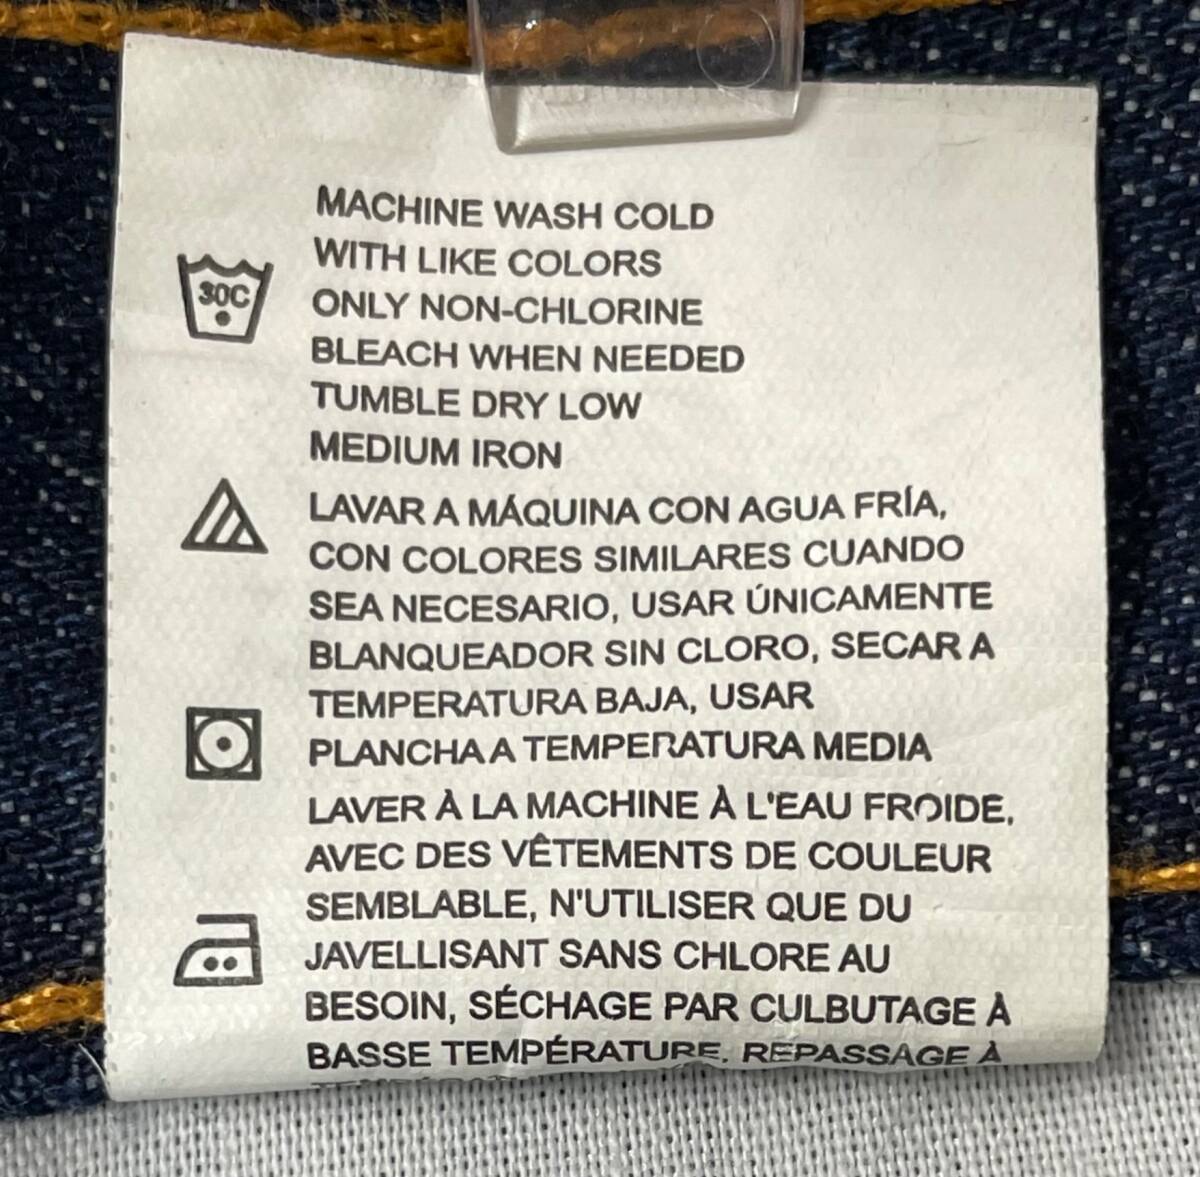 MACHINE WASH COLD
WITH LIKE COLORS
30C
ONLY NON-CHLORINE
BLEACH WHEN NEEDED
TUMBLE DRY LOW
MEDIUM IRON
LAVAR A MÁQUINA CON AGUA FRÍA,
CON COLORES SIMILARES CUANDO
SEA NECESARIO, USAR ÚNICAMENTE
BLANQUEADOR SIN CLORO, SECAR A
TEMPERATURA BAJA, USAR
PLANCHA A TEMPERATURA MEDIA
LAVER À LA MACHINE À L'EAU FROIDE,
AVEC DES VÊTEMENTS DE COULEUR
SEMBLABLE, N'UTILISER QUE DU
JAVELLISANT SANS CHLORE AU
BESOIN, SÉCHAGE PAR CULBUTAGE À
BASSE TEMPÉRATURE, REPASSAGE À